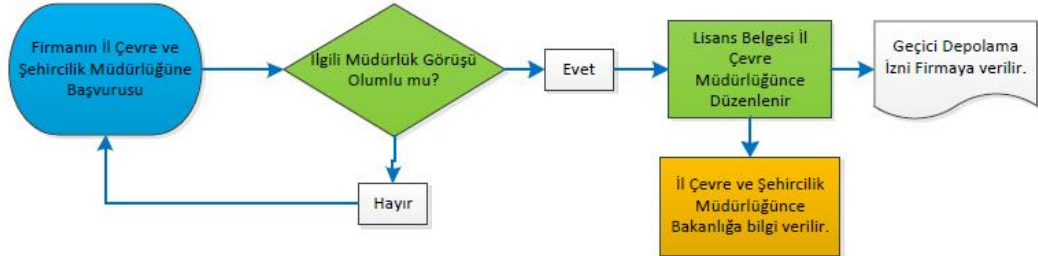 Firmanın İl Çevre ve
Şehircilik Müdürlüğüne
Başvurusu
İlgili Müdürlük Görüşü
Olumlu mu?
Evet
Lisans Belgesi İl
Çevre
Müdürlüğünce
Düzenlenir
Geçici Depolama
İzni Firmaya verilir.
Hayır
İl Çevre ve Şehircilik
Müdürlüğünce
Bakanlığa bilgi verilir.